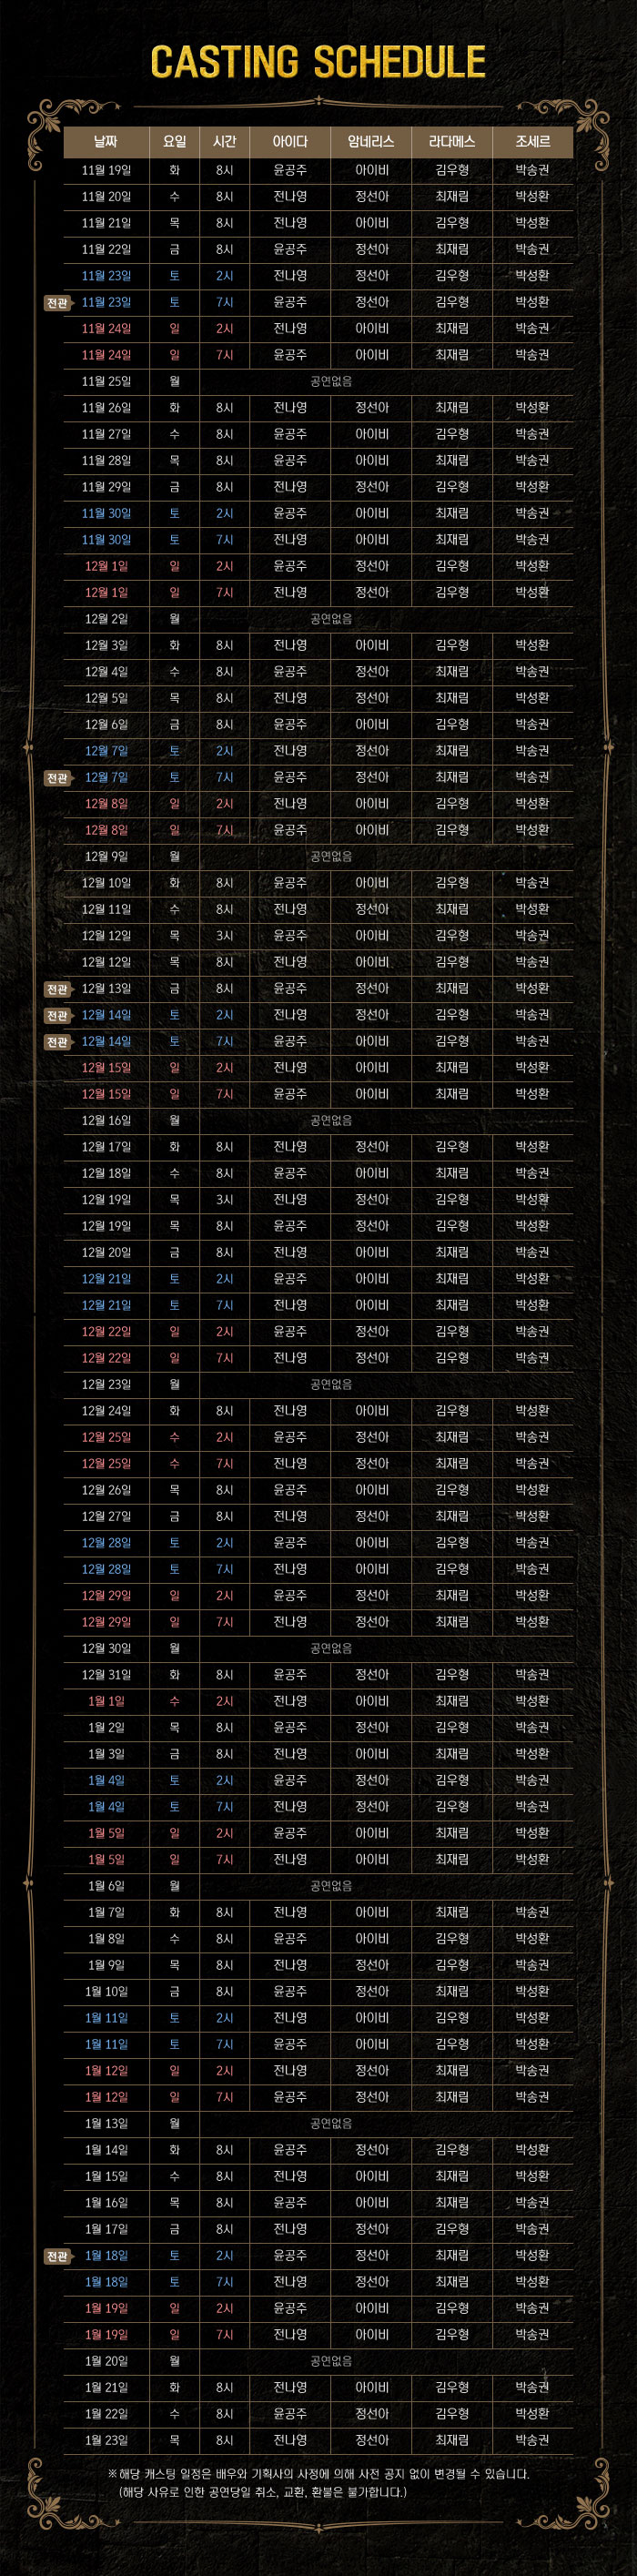 CASTING SCHEDULE
날짜 요일 시간 아이다 암네리스 라다메스 조세르
11월 19일 화 8시 윤공주 아이비 김우형 박송권
11월 20일 수 8시 전나영 정선아 최재림 박성환
11월 21일 목 8시 전나영 아이비 김우형 박성환
11월 22일 금 8시 윤공주 정선아 최재림 박송권
11월 23일 토 2시 전나영 정선아 김우형 박성환
전관 11월 23일 토 7시 윤공주 정선아 김우형 박성환
11월 24일 일 2시 전나영 아이비 최재림 박송권
11월 24일 일 7시 윤공주 아이비 최재림 박송권
11월 25일 월 공연없음
11월 26일 화 8시 전나영 정선아 최재림 박성환
11월 27일 수 8시 윤공주 아이비 김우형 박송권
11월 28일 목 8시 윤공주 아이비 최재림 박송권
11월 29일 금 8시 전나영 정선아 김우형 박성환
11월 30일 토 2시 윤공주 아이비 최재림 박송권
11월 30일 토 7시 전나영 아이비 최재림 박송권
12월 1일 일 2시 윤공주 정선아 김우형 박성환
12월 1일 일 7시 전나영 정선아 김우형 박성환
12월 2일 월 공연없음
12월 3일 화 8시 전나영 아이비 김우형 박성환
12월 4일 수 8시 윤공주 정선아 최재림 박송권
12월 5일 목 8시 전나영 정선아 최재림 박성환
12월 6일 금 8시 윤공주 아이비 김우형 박송권
12월 7일 토 2시 전나영 정선아 최재림 박송권
전관 12월 7일 토 7시 윤공주 정선아 최재림 박송권
12월 8일 일 2시 전나영 아이비 김우형 박성환
12월 8일 일 7시 윤공주 아이비 김우형 박성환
12월 9일 월 공연없음
12월 10일 화 8시 윤공주 아이비 김우형 박송권
12월 11일 수 8시 전나영 정선아 최재림 박성환
12월 12일 목 3시 윤공주 아이비 김우형 박송권
12월 12일 목 8시 전나영 아이비 김우형 박송권
전관 12월 13일 금 8시 윤공주 정선아 최재림 박성환
전관 12월 14일 토 2시 전나영 정선아 김우형 박송권
전관 12월 14일 토 7시 윤공주 아이비 김우형 박송권
12월 15일 일 2시 전나영 아이비 최재림 박성환
12월 15일 일 7시 윤공주 아이비 최재림 박성환
12월 16일 월 공연없음
12월 17일 화 8시 전나영 정선아 김우형 박성환
12월 18일 수 8시 윤공주 아이비 최재림 박송권
12월 19일 목 3시 전나영 정선아 김우형 박성환
12월 19일 목 8시 윤공주 정선아 김우형 박성환
12월 20일 금 8시 전나영 아이비 최재림 박송권
12월 21일 토 2시 윤공주 아이비 최재림 박성환
12월 21일 토 7시 전나영 아이비 최재림 박성환
12월 22일 일 2시 윤공주 정선아 김우형 박송권
12월 22일 일 7시 전나영 정선아 김우형 박송권
12월 23일 월 공연없음
12월 24일 화 8시 전나영 아이비 김우형 박성환
12월 25일 수 2시 윤공주 정선아 최재림 박송권
12월 25일 수 7시 전나영 정선아 최재림 박송권
12월 26일 목 8시 윤공주 아이비 김우형 박성환
12월 27일 금 8시 전나영 정선아 최재림 박성환
12월 28일 토 2시 윤공주 아이비 김우형 박송권
12월 28일 토 7시 전나영 아이비 김우형 박송권
12월 29일 일 2시 윤공주 정선아 최재림 박성환
12월 29일 일 7시 전나영 정선아 최재림 박성환
12월 30일 월 공연없음
12월 31일 화 8시 윤공주 정선아 김우형 박송권
1월 1일 수 2시 전나영 아이비 최재림 박성환
1월 2일 목 8시 윤공주 정선아 김우형 박송권
1월 3일 금 8시 전나영 아이비 최재림 박성환
1월 4일 토 2시 윤공주 정선아 김우형 박송권
1월 4일 토 7시 전나영 정선아 김우형 박송권
1월 5일 일 2시 윤공주 아이비 최재림 박성환
1월 5일 일 7시 전나영 아이비 최재림 박성환
1월 6일 월 공연없음
1월 7일 화 8시 전나영 아이비 최재림 박송권
1월 8일 수 8시 윤공주 아이비 김우형 박성환
1월 9일 목 8시 전나영 정선아 김우형 박송권
1월 10일 금 8시 윤공주 정선아 최재림 박성환
1월 11일 토 2시 전나영 아이비 김우형 박성환
1월 11일 토 7시 윤공주 아이비 김우형 박성환
1월 12일 일 2시 전나영 정선아 최재림 박송권
1월 12일 일 7시 윤공주 정선아 최재림 박송권
1월 13일 월 공연없음
1월 14일 화 8시 윤공주 정선아 김우형 박성환
1월 15일 수 8시 전나영 아이비 최재림 박송권
1월 16일 목 8시 윤공주 아이비 최재림 박송권
1월 17일 금 8시 전나영 정선아 김우형 박성환
전관 1월 18일 토 2시 윤공주 정선아 최재림 박성환
1월 18일 토 7시 전나영 정선아 최재림 박성환
1월 19일 일 2시 윤공주 아이비 김우형 박송권
1월 19일 일 7시 전나영 아이비 김우형 박송권
1월 20일 월 공연없음
1월 21일 화 8시 전나영 아이비 김우형 박송권
1월 22일 수 8시 윤공주 정선아 김우형 박성환
1월 23일 목 8시 전나영 정선아 최재림 박송권
※ 해당 캐스팅 일정은 배우와 기획사의 사정에 의해 사전 공지 없이 변경될 수 있습니다.
(해당 사유로 인한 공연당일 취소, 교환, 환불은 불가합니다.)